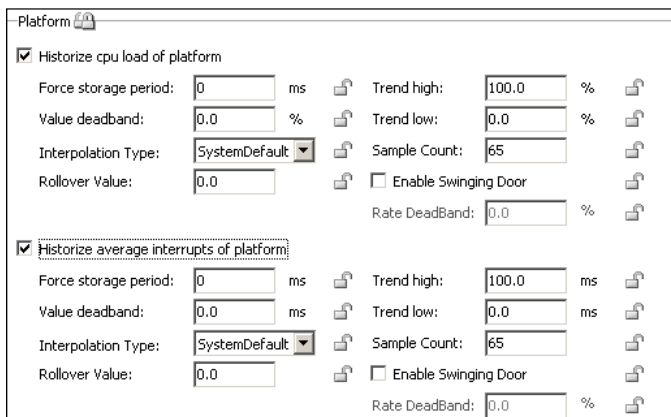 Platform
Historize cpu load of platform
Force storage period: 0 ms Trend high: 100.0 %
Value deadband: 0.0 % Trend low: 0.0 %
Interpolation Type: SystemDefault Sample Count: 65
Rollover Value: 0.0 Enable Swinging Door
Rate DeadBand: 0.0 %
Historize average interrupts of platform
Force storage period: 0 ms Trend high: 100.0 ms
Value deadband: 0.0 ms Trend low: 0.0 ms
Interpolation Type: SystemDefault Sample Count: 65
Rollover Value: 0.0 Enable Swinging Door
Rate DeadBand: 0.0 %